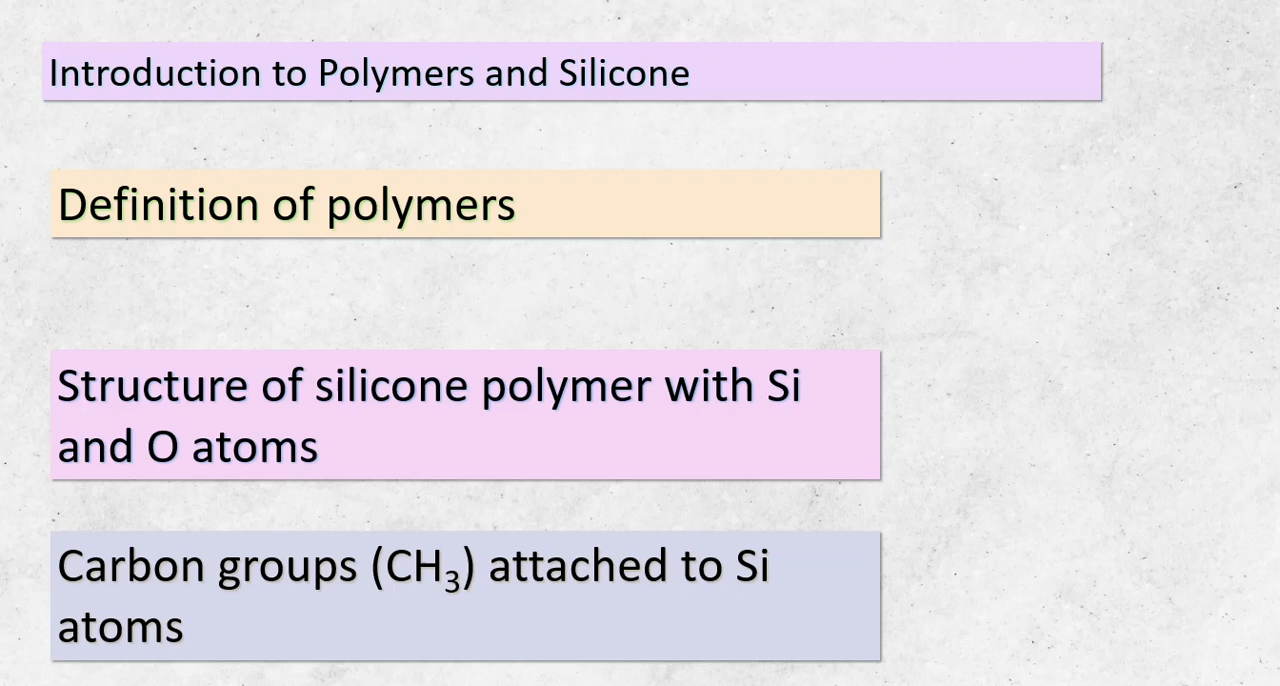 Introduction to Polymers and Silicone
Definition of polymers
Structure of silicone polymer with Si
and O atoms
Carbon groups (CH₃) attached to Si
atoms